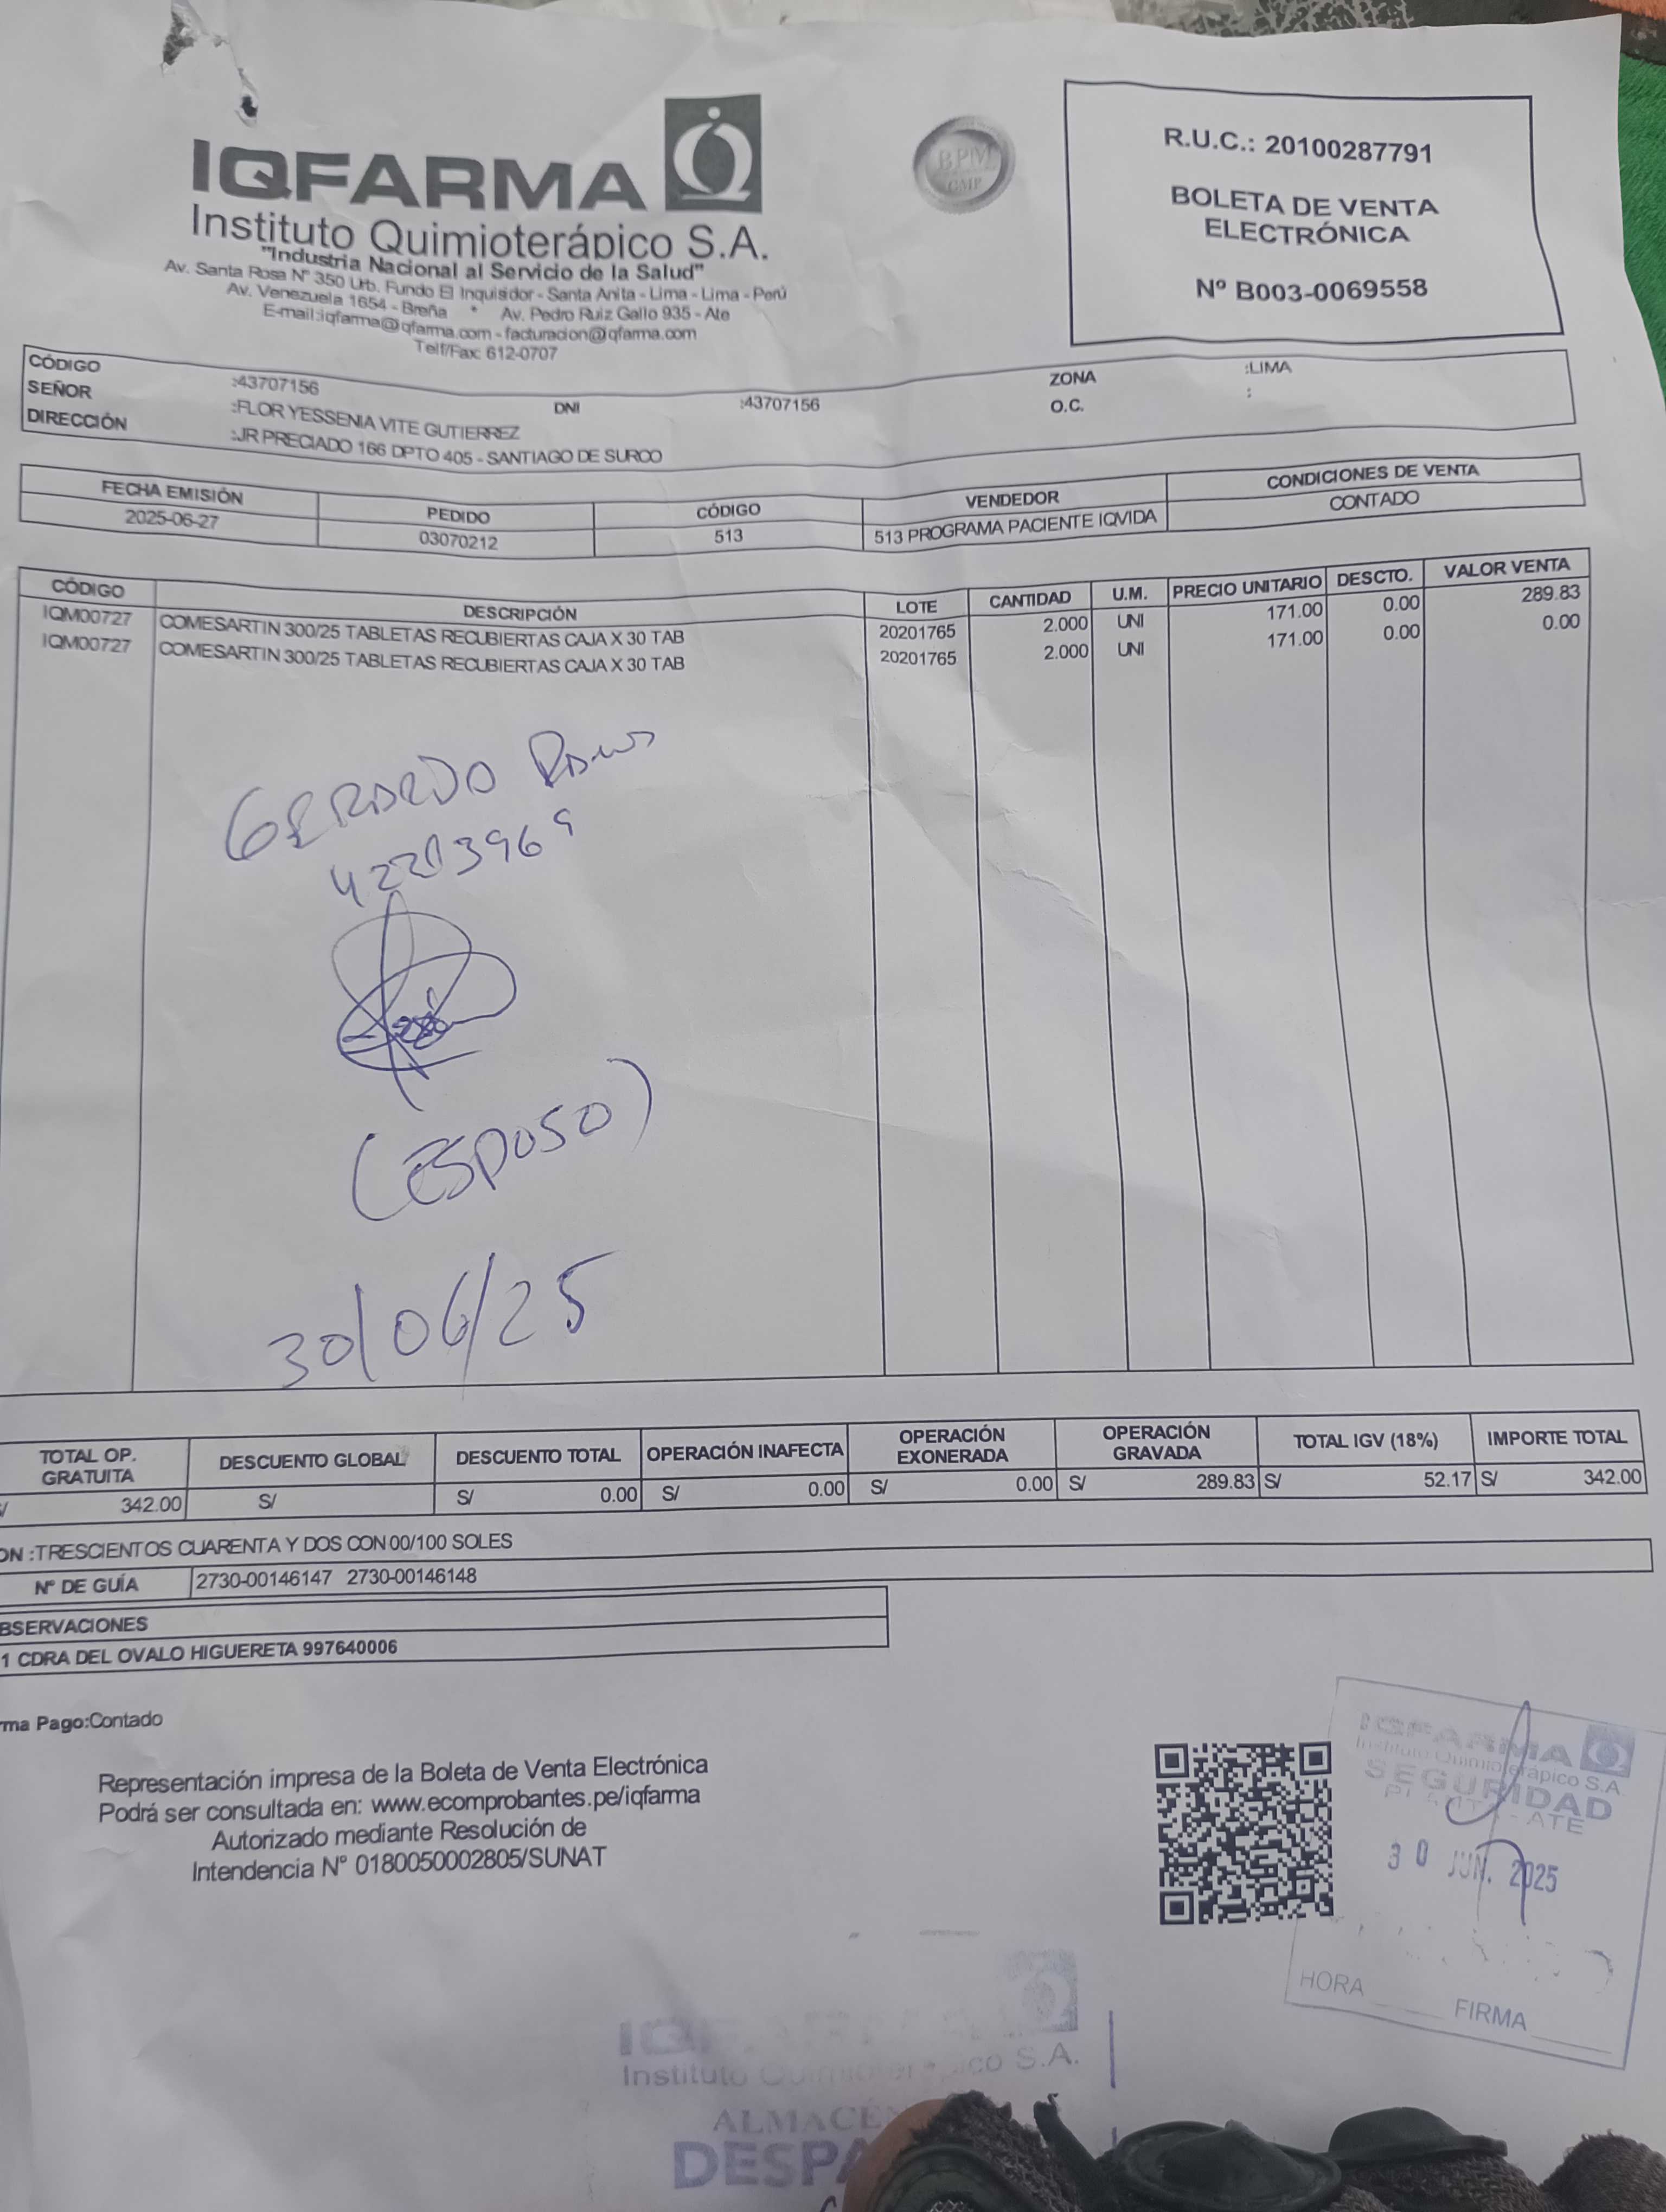 IQFARMA
Instituto Quimioterápico S.A.
"Industria Nacional al Servicio de la Salud"
Av. Santa Rosa N° 350 Urb. Fundo El Inquisidor - Santa Anita - Lima - Lima - Perú
Av. Venezuela 1654 - Breña * Av. Pedro Ruiz Gallo 935 - Ate
E-mail:iqfarma@qfarma.com - facturacion@qfarma.com
Telf/Fax: 612-0707
BPM
GMP
R.U.C.: 20100287791
BOLETA DE VENTA
ELECTRÓNICA
Nº B003-0069558
CÓDIGO :43707156 DNI :43707156 ZONA :LIMA
SEÑOR :FLOR YESSENIA VITE GUTIERREZ O.C. :
DIRECCIÓN :JR PRECIADO 166 DPTO 405 - SANTIAGO DE SURCO
FECHA EMISIÓN PEDIDO CÓDIGO VENDEDOR CONDICIONES DE VENTA
2025-06-27 03070212 513 513 PROGRAMA PACIENTE IQVIDA CONTADO
CÓDIGO DESCRIPCIÓN LOTE CANTIDAD U.M. PRECIO UNITARIO DESCTO. VALOR VENTA
IQM00727 COMESARTIN 300/25 TABLETAS RECUBIERTAS CAJA X 30 TAB 20201765 2.000 UNI 171.00 0.00 289.83
IQM00727 COMESARTIN 300/25 TABLETAS RECUBIERTAS CAJA X 30 TAB 20201765 2.000 UNI 171.00 0.00 0.00
GERARDO
(ESPOSO)
30/06/25
TOTAL OP. GRATUITA DESCUENTO GLOBAL DESCUENTO TOTAL OPERACIÓN INAFECTA OPERACIÓN EXONERADA OPERACIÓN GRAVADA TOTAL IGV (18%) IMPORTE TOTAL
/ 342.00 S/ S/ 0.00 S/ 0.00 S/ 0.00 S/ 289.83 S/ 52.17 S/ 342.00
ON :TRESCIENTOS CUARENTA Y DOS CON 00/100 SOLES
Nº DE GUÍA 2730-00146147 2730-00146148
BSERVACIONES
1 CDRA DEL OVALO HIGUERETA 997640006
rma Pago:Contado
Representación impresa de la Boleta de Venta Electrónica
Podrá ser consultada en: www.ecomprobantes.pe/iqfarma
Autorizado mediante Resolución de
Intendencia N° 0180050002805/SUNAT
IQFARMA
Instituto Quimioterápico S.A
SEGURIDAD
PLANTA - ATE
30 JUN. 2025
HORA FIRMA
Instituto S.A.
ALMACÉ
DESPA